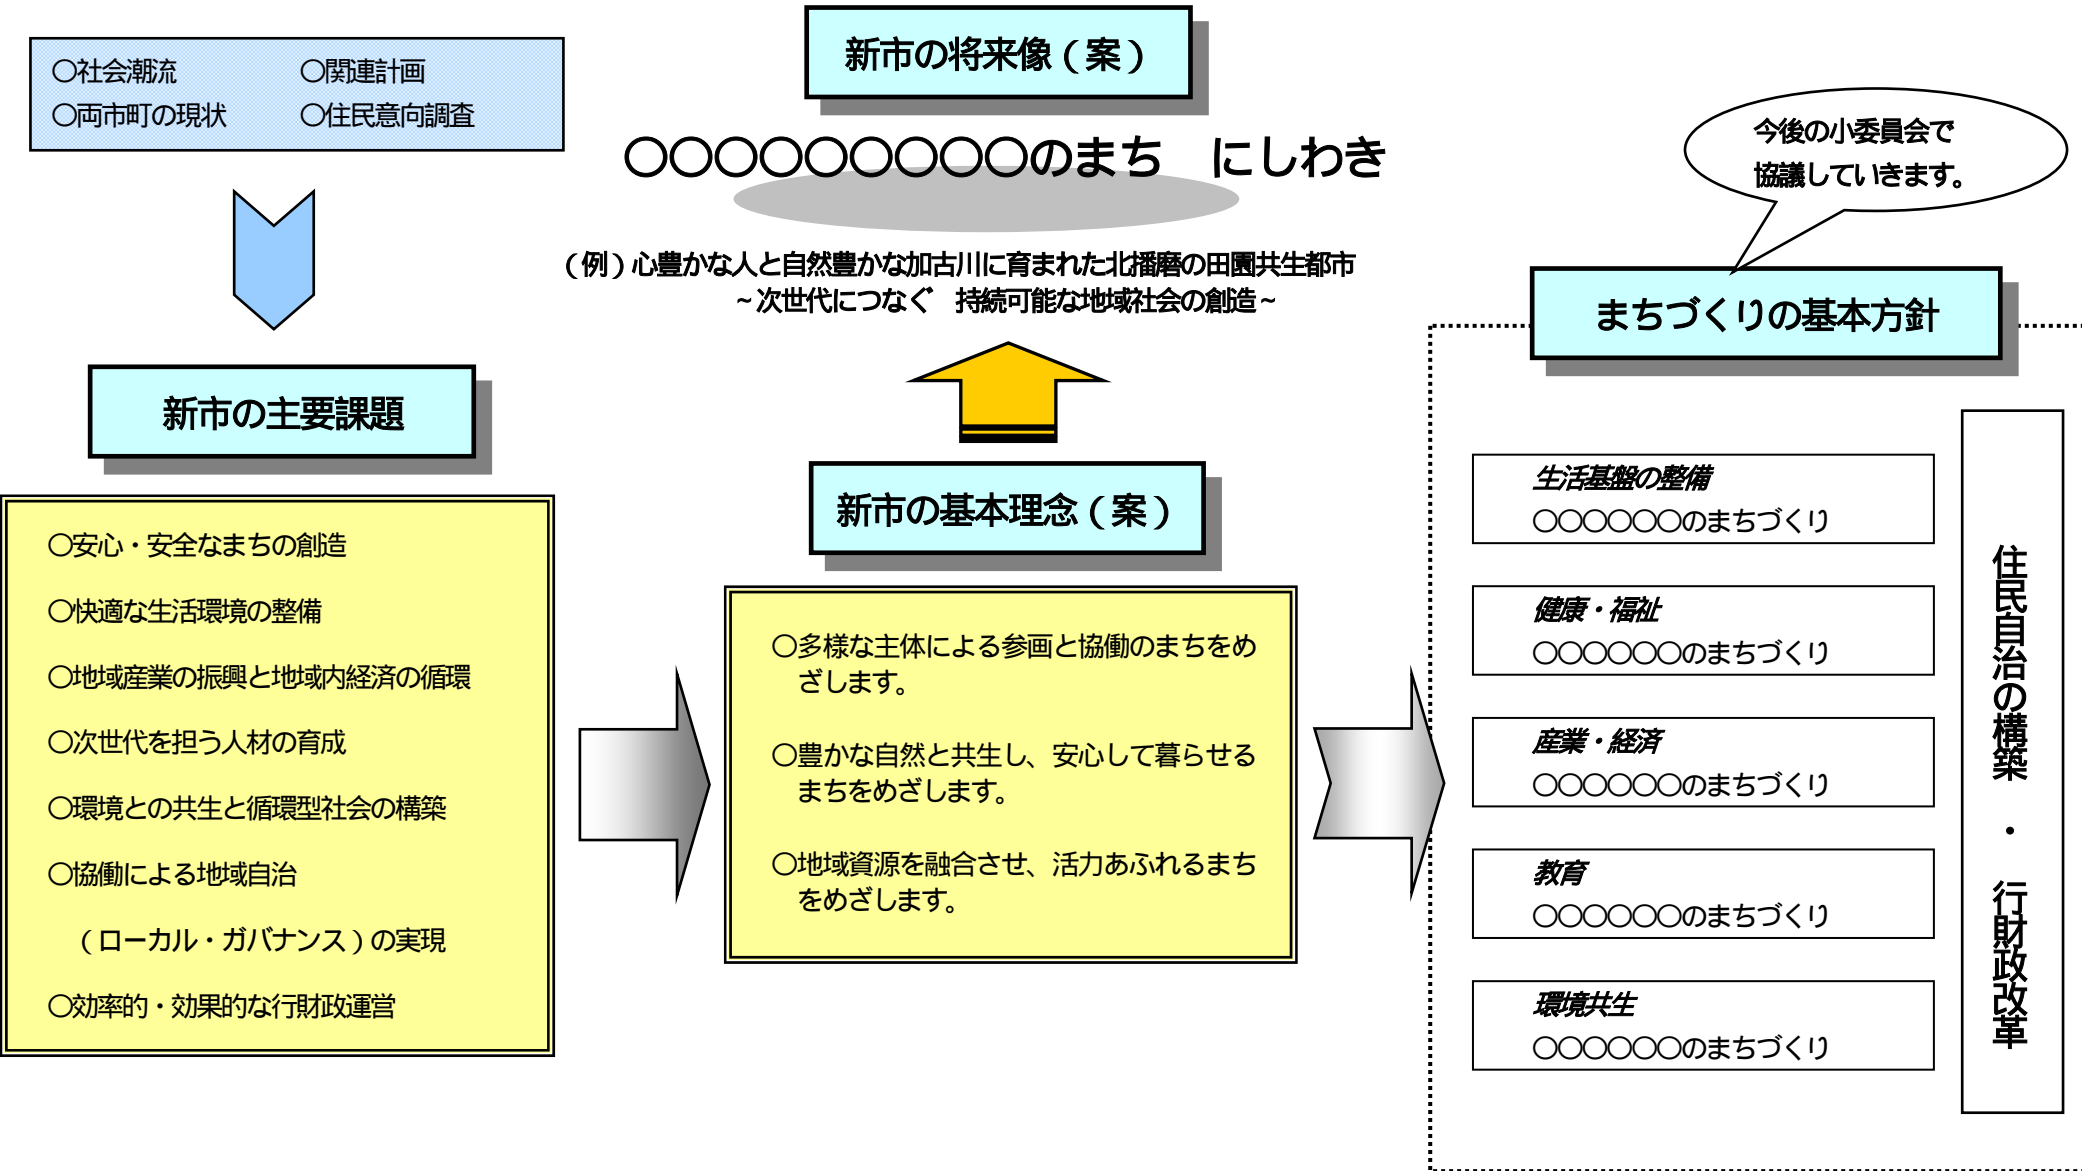 ○社会潮流　○関連計画
○両市町の現状　○住民意向調査
新市の主要課題
○安心・安全なまちの創造
○快適な生活環境の整備
○地域産業の振興と地域内経済の循環
○次世代を担う人材の育成
○環境との共生と循環型社会の構築
○協働による地域自治
（ローカル・ガバナンス）の実現
○効率的・効果的な行財政運営
新市の将来像（案）
○○○○○○○○○のまち　にしわき
（例）心豊かな人と自然豊かな加古川に育まれた北播磨の田園共生都市
～次世代につなぐ　持続可能な地域社会の創造～
新市の基本理念（案）
○多様な主体による参画と協働のまちをめ
ざします。
○豊かな自然と共生し、安心して暮らせる
まちをめざします。
○地域資源を融合させ、活力あふれるまち
をめざします。
今後の小委員会で
協議していきます。
まちづくりの基本方針
生活基盤の整備
○○○○○○のまちづくり
健康・福祉
○○○○○○のまちづくり
産業・経済
○○○○○○のまちづくり
教育
○○○○○○のまちづくり
環境共生
○○○○○○のまちづくり
住民自治の構築　・　行財政改革